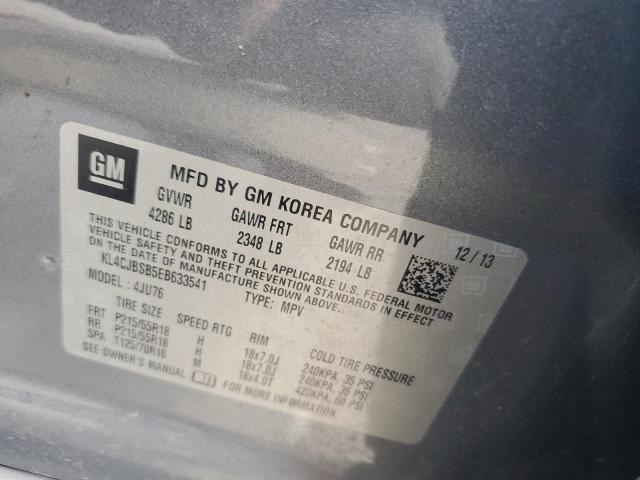 GM
MFD BY GM KOREA COMPANY 12/13
GVWR GAWR FRT GAWR RR
4286 LB 2348 LB 2194 LB
THIS VEHICLE CONFORMS TO ALL APPLICABLE U.S. FEDERAL MOTOR
VEHICLE SAFETY AND THEFT PREVENTION STANDARDS IN EFFECT
ON THE DATE OF MANUFACTURE SHOWN ABOVE.
KL4CJBSB5EB633541 TYPE: MPV
MODEL: 4JU76
TIRE SIZE SPEED RTG RIM COLD TIRE PRESSURE
FRT P215/55R18 H 18x7.0J 240KPA, 35 PSI
RR P215/55R18 H 18x7.0J 240KPA, 35 PSI
SPA T125/70R16 M 16x4.0T 420KPA, 60 PSI
SEE OWNER'S MANUAL FOR MORE INFORMATION